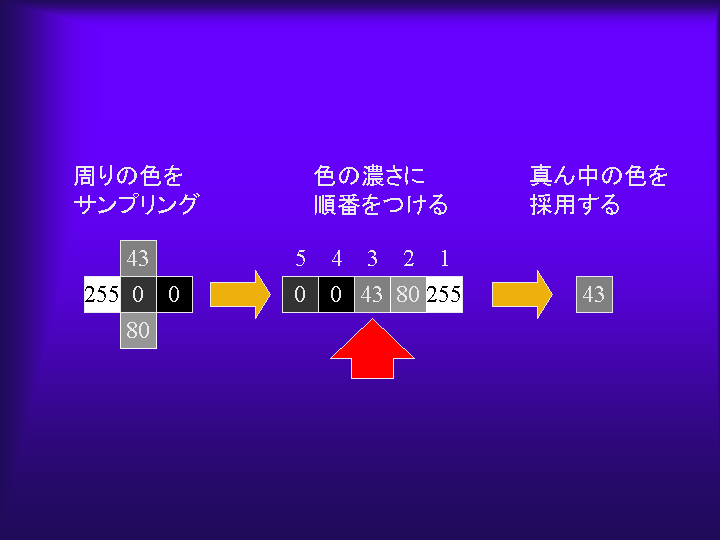 周りの色を
サンプリング
色の濃さに
順番をつける
真ん中の色を
採用する
43
255 0 0
80
5 4 3 2 1
0 0 43 80 255
43